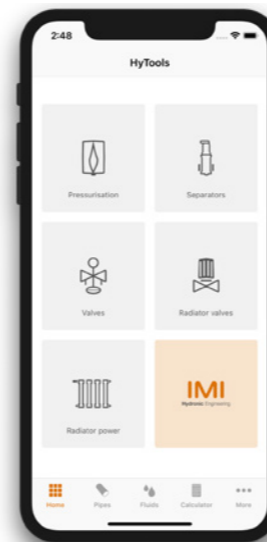 2:48
HyTools
Pressurisation
Separators
Valves
Radiator valves
Radiator power
IMI
Hydronic Engineering
Home
Pipes
Fluids
Calculator
More